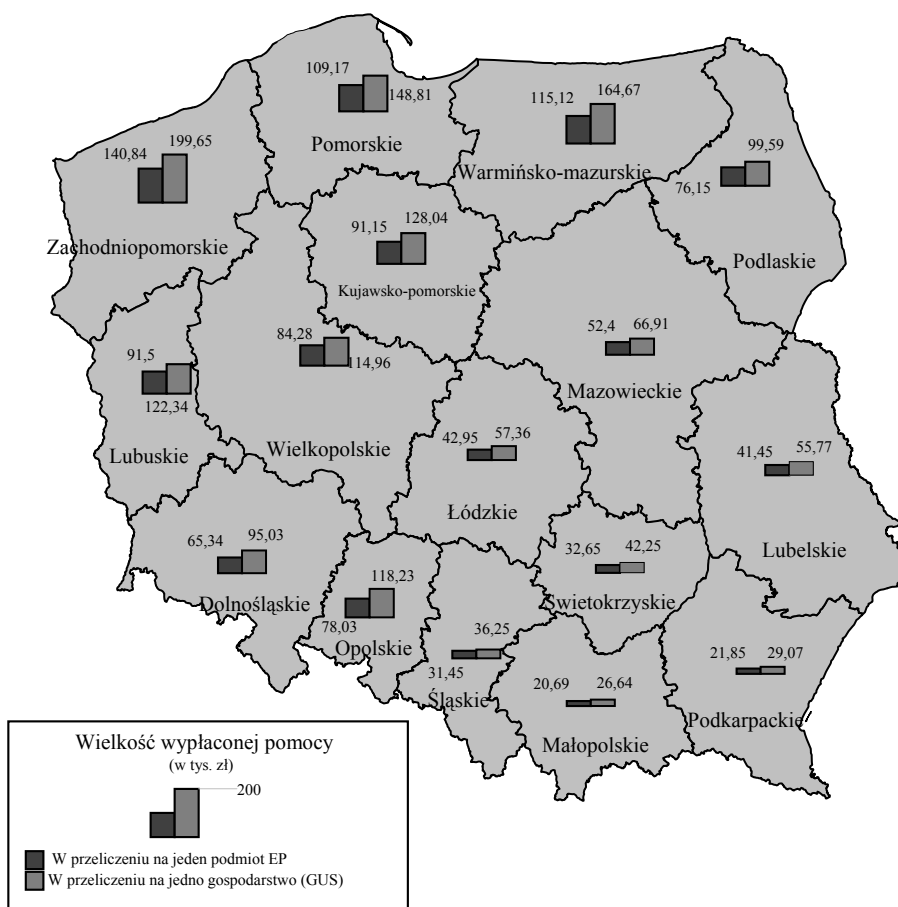 109,17
148,81
Pomorskie
115,12
164,67
Warmińsko-mazurskie
99,59
76,15
Podlaskie
140,84
199,65
Zachodniopomorskie
91,15
128,04
Kujawsko-pomorskie
52,4
66,91
Mazowieckie
84,28
114,96
Wielkopolskie
91,5
122,34
Lubuskie
42,95
57,36
Łódzkie
41,45
55,77
Lubelskie
65,34
95,03
Dolnośląskie
118,23
78,03
Opolskie
32,65
42,25
Swietokrzyskie
36,25
31,45
Śląskie
20,69
26,64
Małopolskie
21,85
29,07
Podkarpackie
Wielkość wypłaconej pomocy
(w tys. zł)
200
W przeliczeniu na jeden podmiot EP
W przeliczeniu na jedno gospodarstwo (GUS)